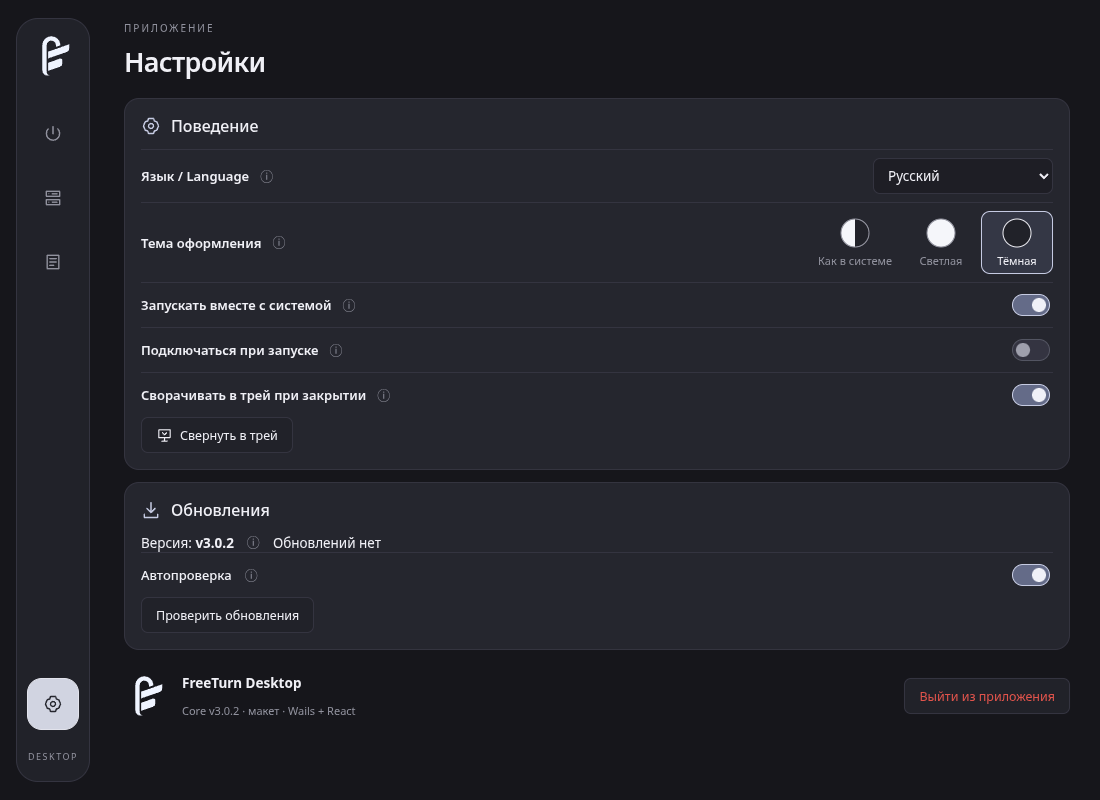 ПРИЛОЖЕНИЕ
Настройки
Поведение
Язык / Language
Русский
Тема оформления
Как в системе
Светлая
Тёмная
Запускать вместе с системой
Подключаться при запуске
Сворачивать в трей при закрытии
Свернуть в трей
Обновления
Версия: v3.0.2 Обновлений нет
Автопроверка
Проверить обновления
FreeTurn Desktop
Core v3.0.2 · макет · Wails + React
Выйти из приложения
DESKTOP